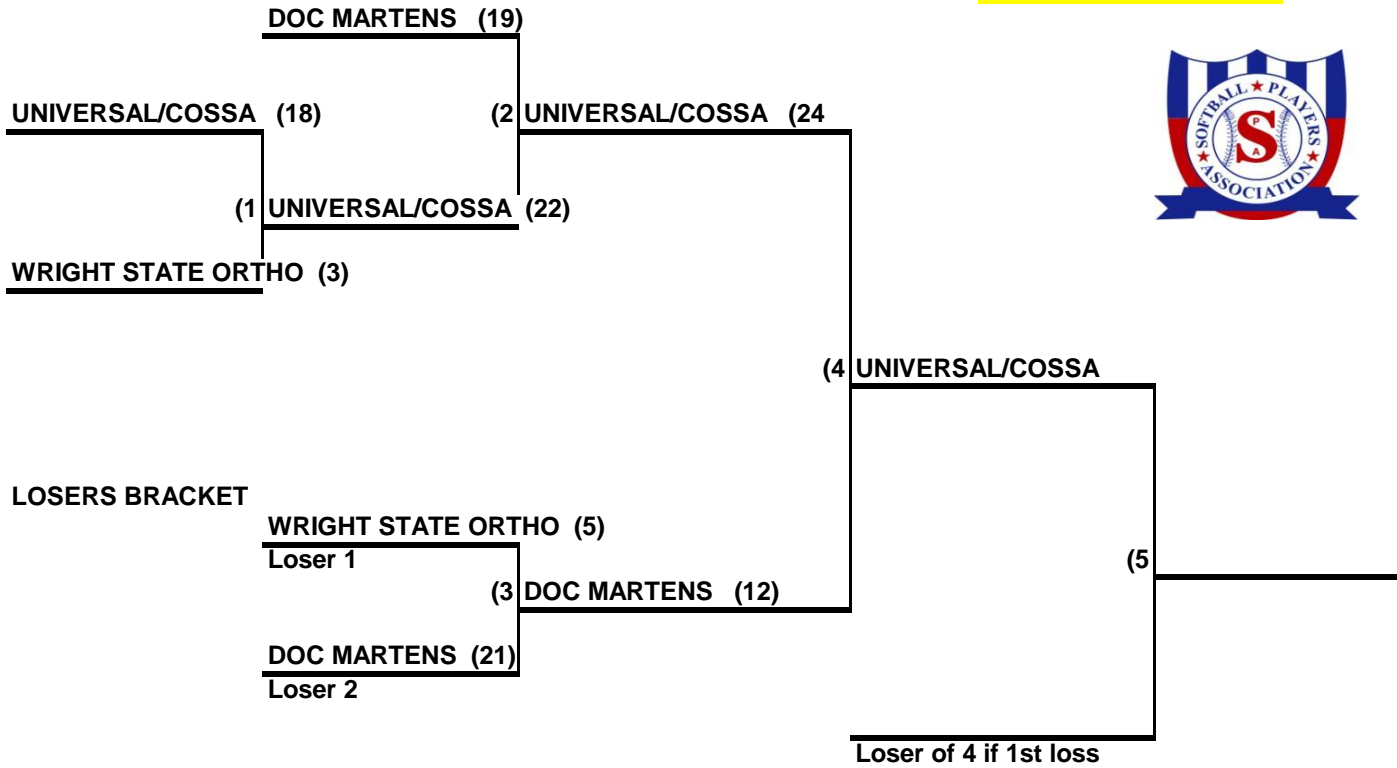 DOC MARTENS (19)
UNIVERSAL/COSSA (18)
(2 UNIVERSAL/COSSA (24
(1 UNIVERSAL/COSSA (22)
WRIGHT STATE ORTHO (3)
SOFTBALL ★ PLAYERS
P
S
A
★ ASSOCIATION ★
(4 UNIVERSAL/COSSA
LOSERS BRACKET
WRIGHT STATE ORTHO (5)
Loser 1
(5
(3 DOC MARTENS (12)
DOC MARTENS (21)
Loser 2
Loser of 4 if 1st loss